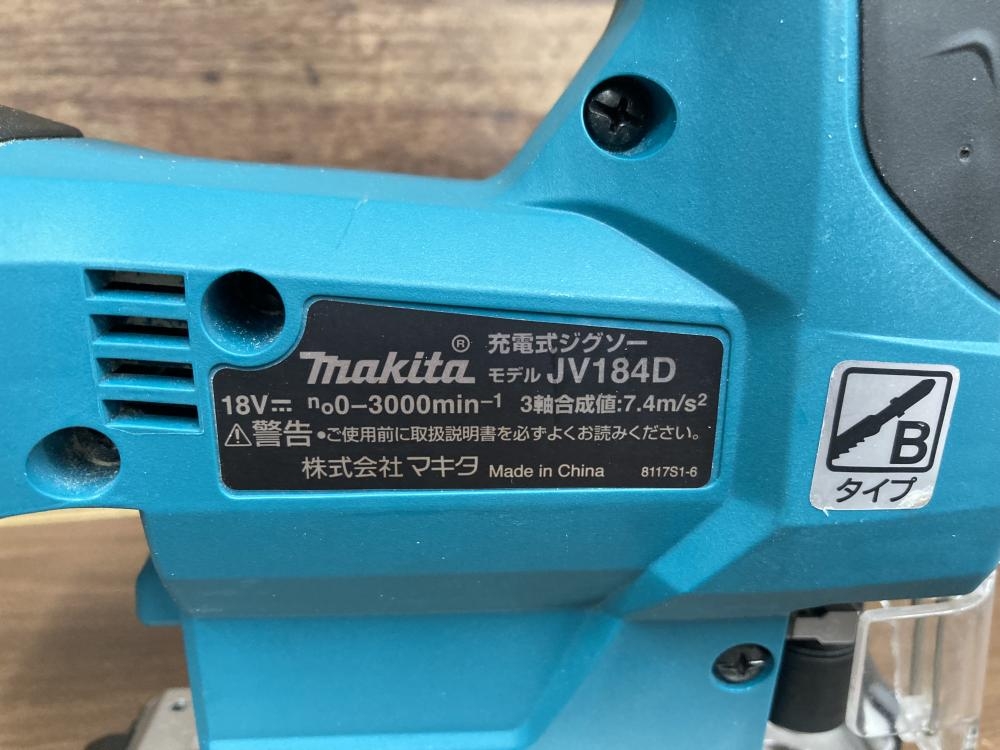 makita® 充電式ジグソー
モデル JV184D
18V⎓ no0-3000min-1 3軸合成値:7.4m/s2
⚠警告・ご使用前に取扱説明書を必ずよくお読みください。
株式会社 マキタ Made in China 8117S1-6
B
タイプ